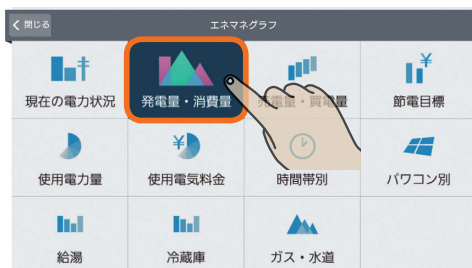 < 閉じる
エネマネグラフ
現在の電力状況
発電量・消費量
売電量・買電量
節電目標
使用電力量
使用電気料金
時間帯別
パワコン別
給湯
冷蔵庫
ガス・水道